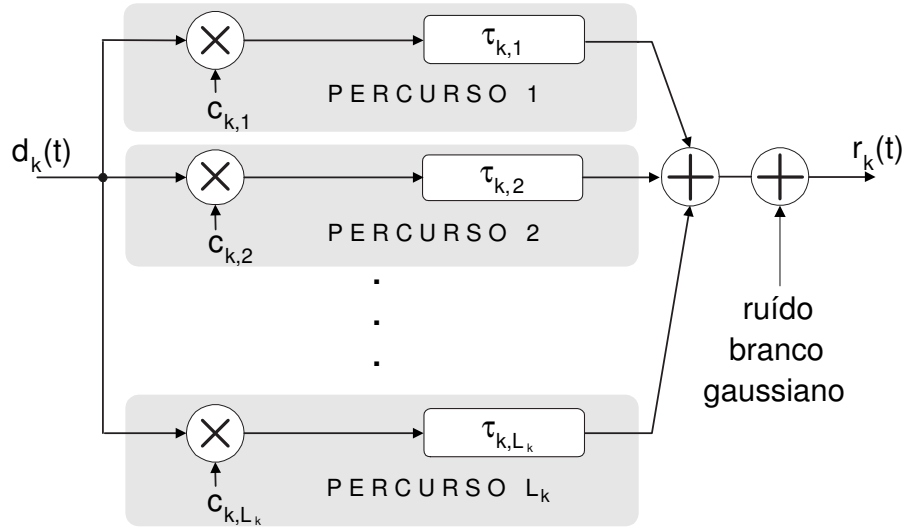 τk,1
PERCURSO 1
ck,1
dk(t)
τk,2
rk(t)
PERCURSO 2
ck,2
ruído
branco
gaussiano
τk,Lk
PERCURSO Lk
ck,Lk